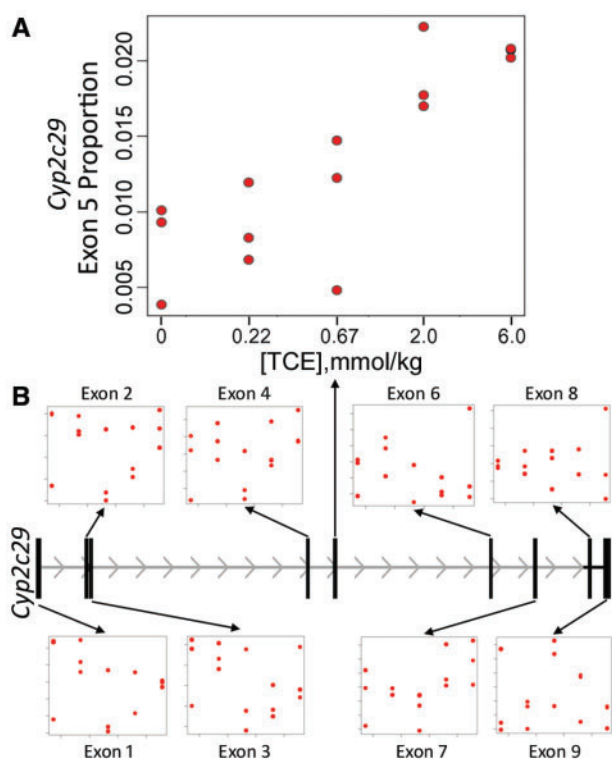 A
Cyp2c29
Exon 5 Proportion
0.020
0.015
0.010
0.005
0 0.22 0.67 2.0 6.0
[TCE],mmol/kg
B
Exon 2 Exon 4 Exon 6 Exon 8
Cyp2c29
Exon 1 Exon 3 Exon 7 Exon 9